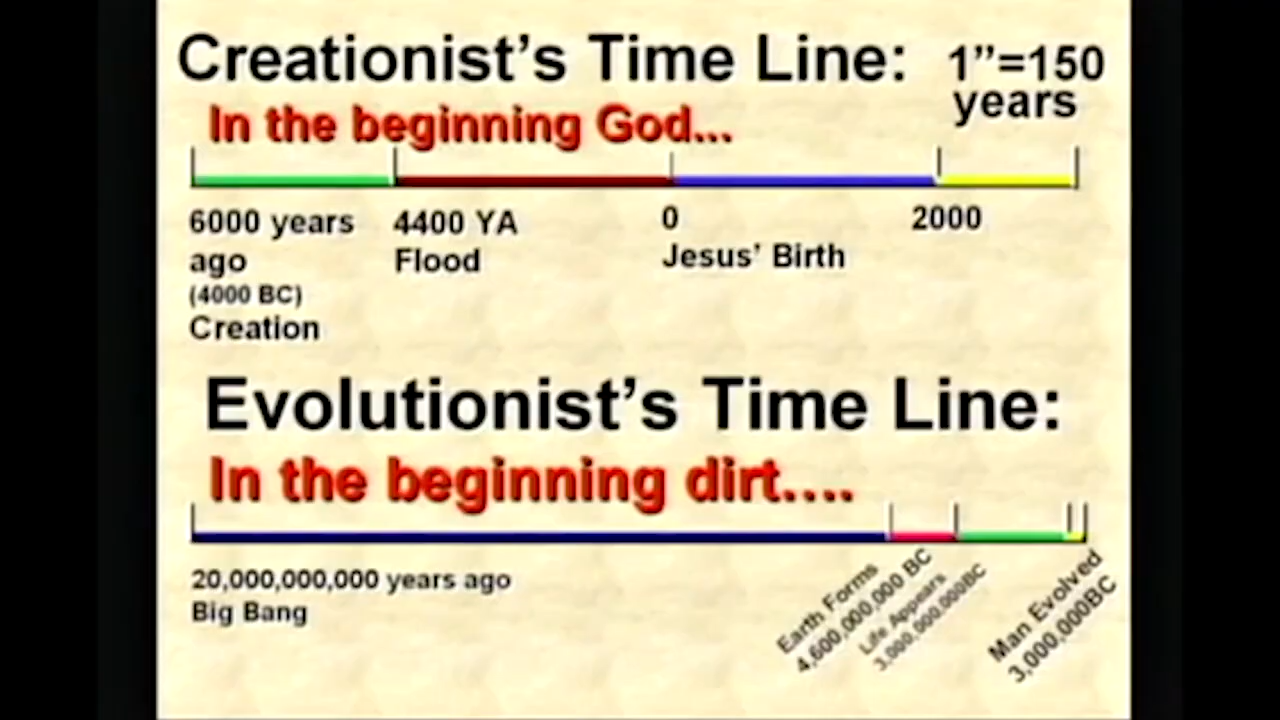 Creationist’s Time Line:
1”=150
years
In the beginning God...
6000 years
ago
(4000 BC)
Creation
4400 YA
Flood
0
Jesus’ Birth
2000
Evolutionist’s Time Line:
In the beginning dirt....
20,000,000,000 years ago
Big Bang
Earth Forms
4,600,000,000 BC
Life Appears
3,000,000,000BC
Man Evolved
3,000,000BC